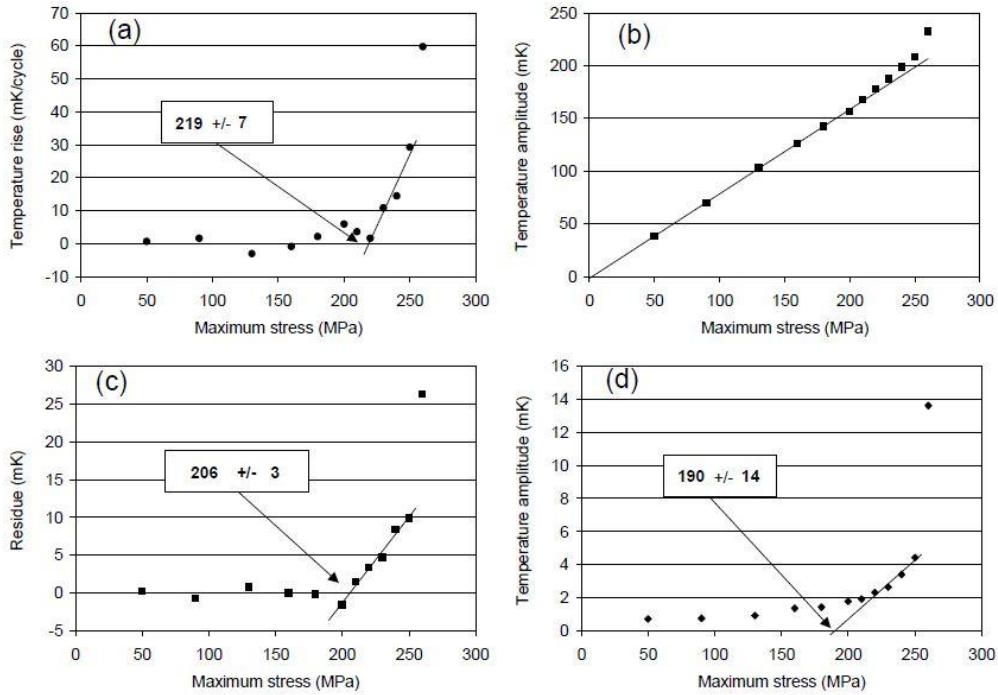 (a)
70
60
50
40
30
20
10
0
-10
Temperature rise (mK/cycle)
219 +/- 7
0 50 100 150 200 250 300
Maximum stress (MPa)
(b)
250
200
150
100
50
0
Temperature amplitude (mK)
0 50 100 150 200 250 300
Maximum stress (MPa)
(c)
30
25
20
15
10
5
0
-5
Residue (mK)
206 +/- 3
0 50 100 150 200 250 300
Maximum stress (MPa)
(d)
16
14
12
10
8
6
4
2
0
Temperature amplitude (mK)
190 +/- 14
0 50 100 150 200 250 300
Maximum stress (MPa)